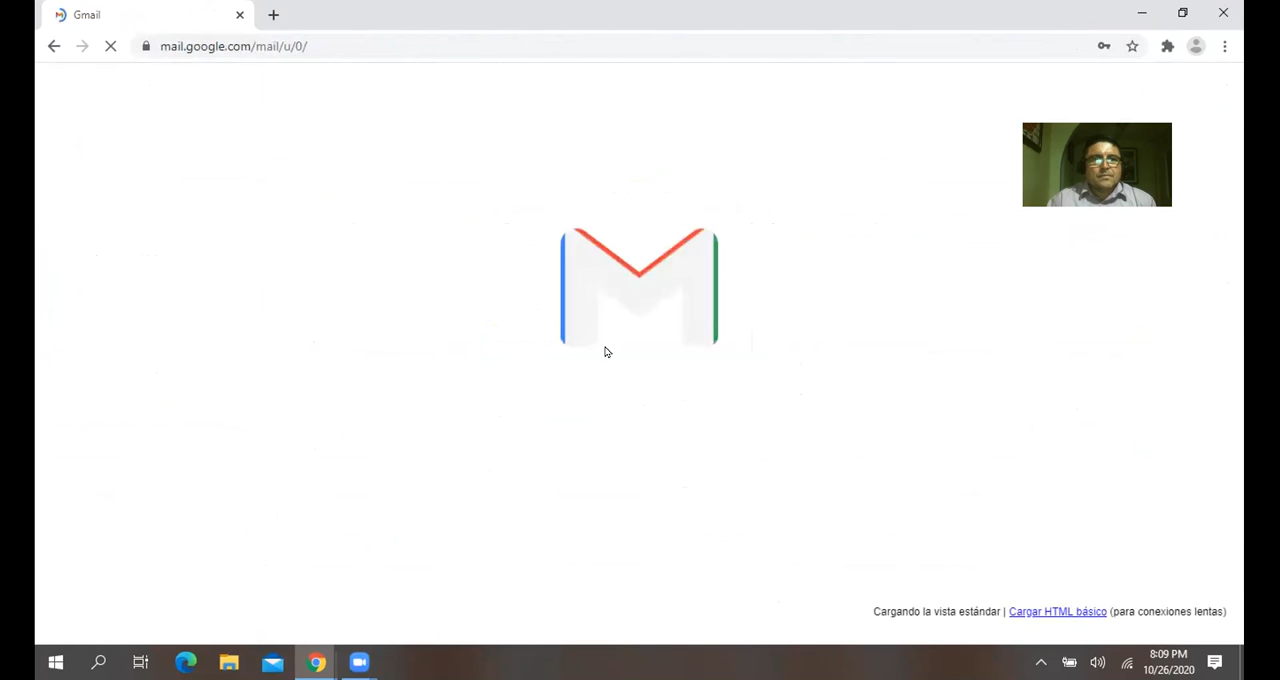 Gmail
mail.google.com/mail/u/0/
Cargando la vista estándar | Cargar HTML básico (para conexiones lentas)
8:09 PM
10/26/2020